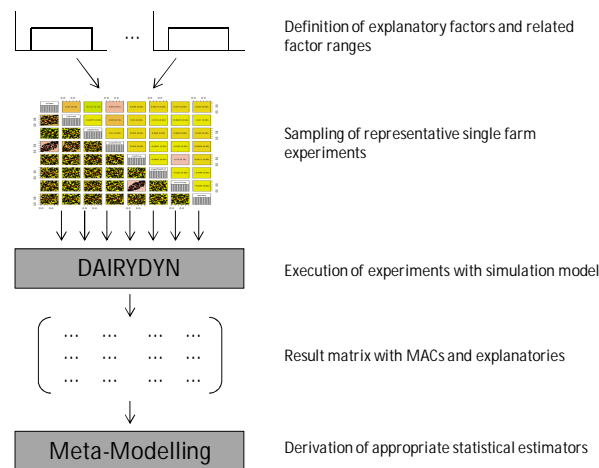 ...
Definition of explanatory factors and related
factor ranges
Sampling of representative single farm
experiments
DAIRYDYN
Execution of experiments with simulation model
... ... ... ...
... ... ... ...
... ... ... ...
Result matrix with MACs and explanatories
Meta-Modelling
Derivation of appropriate statistical estimators